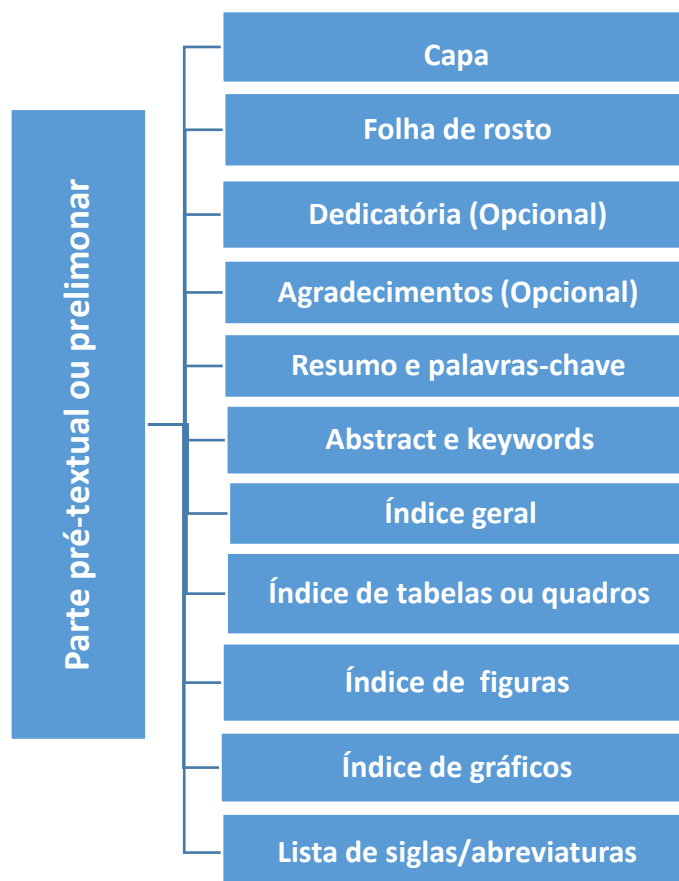 Parte pré-textual ou prelimonar
Capa
Folha de rosto
Dedicatória (Opcional)
Agradecimentos (Opcional)
Resumo e palavras-chave
Abstract e keywords
Índice geral
Índice de tabelas ou quadros
Índice de figuras
Índice de gráficos
Lista de siglas/abreviaturas